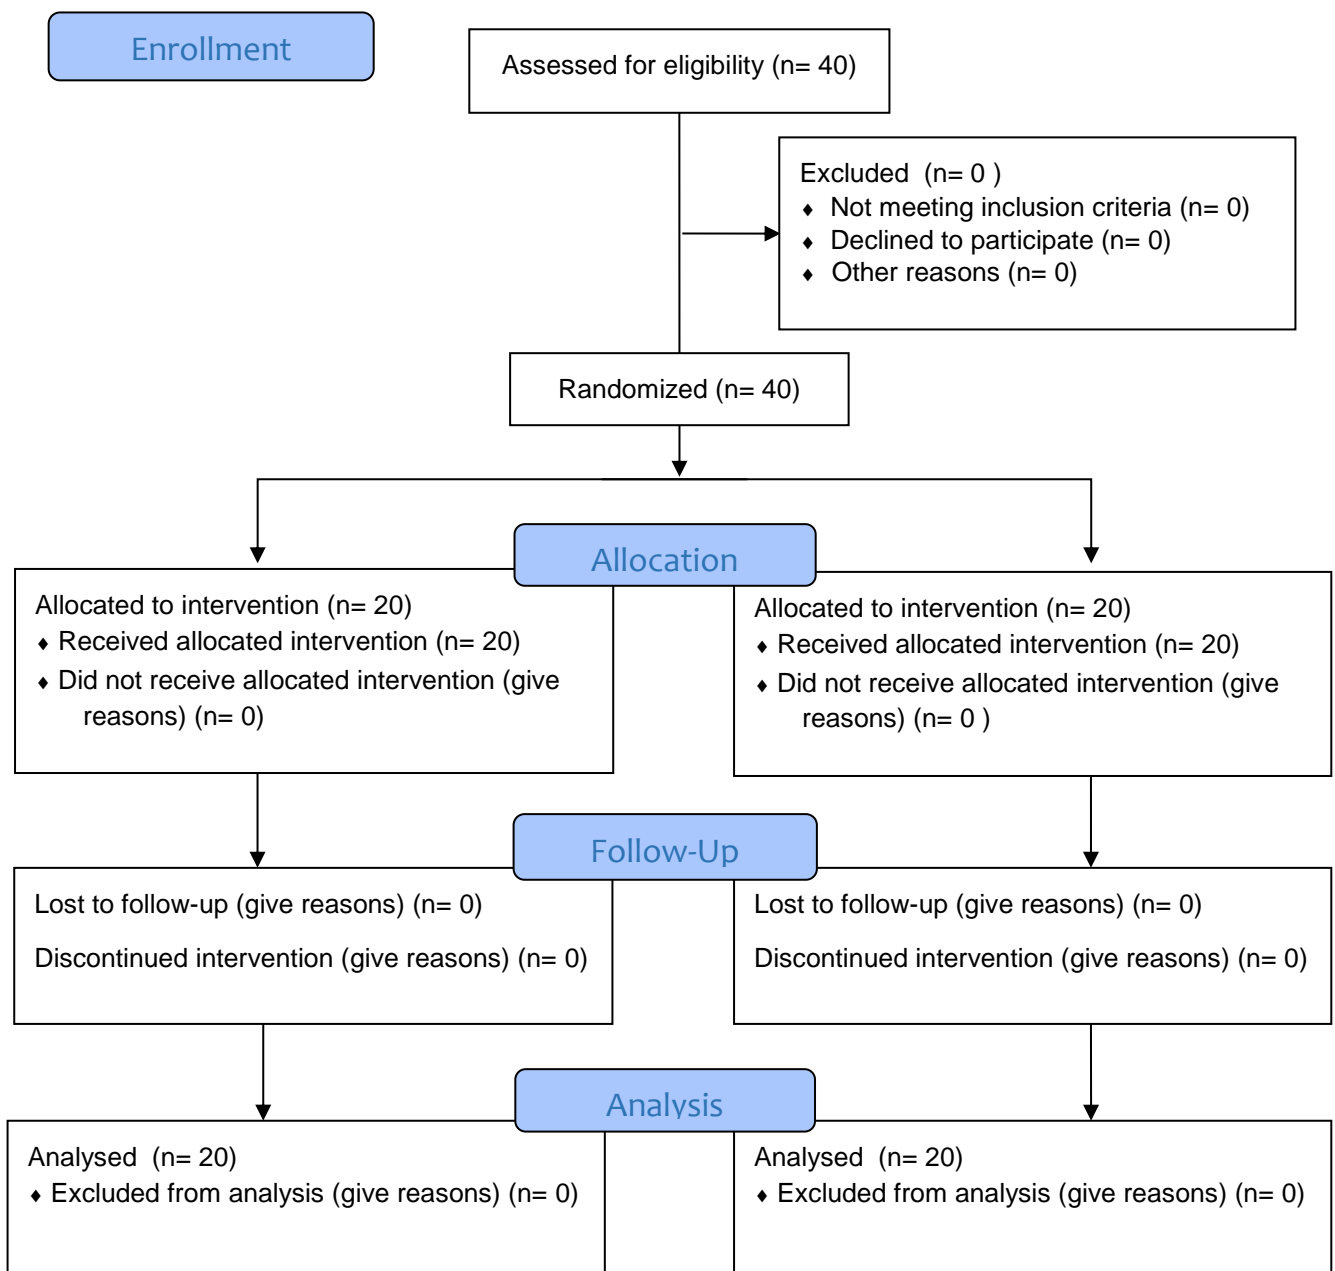 Enrollment
Assessed for eligibility (n= 40)
Excluded (n= 0 )
♦ Not meeting inclusion criteria (n= 0)
♦ Declined to participate (n= 0)
♦ Other reasons (n= 0)
Randomized (n= 40)
Allocation
Allocated to intervention (n= 20)
♦ Received allocated intervention (n= 20)
♦ Did not receive allocated intervention (give
reasons) (n= 0)
Allocated to intervention (n= 20)
♦ Received allocated intervention (n= 20)
♦ Did not receive allocated intervention (give
reasons) (n= 0 )
Follow-Up
Lost to follow-up (give reasons) (n= 0)
Discontinued intervention (give reasons) (n= 0)
Lost to follow-up (give reasons) (n= 0)
Discontinued intervention (give reasons) (n= 0)
Analysis
Analysed (n= 20)
♦ Excluded from analysis (give reasons) (n= 0)
Analysed (n= 20)
♦ Excluded from analysis (give reasons) (n= 0)